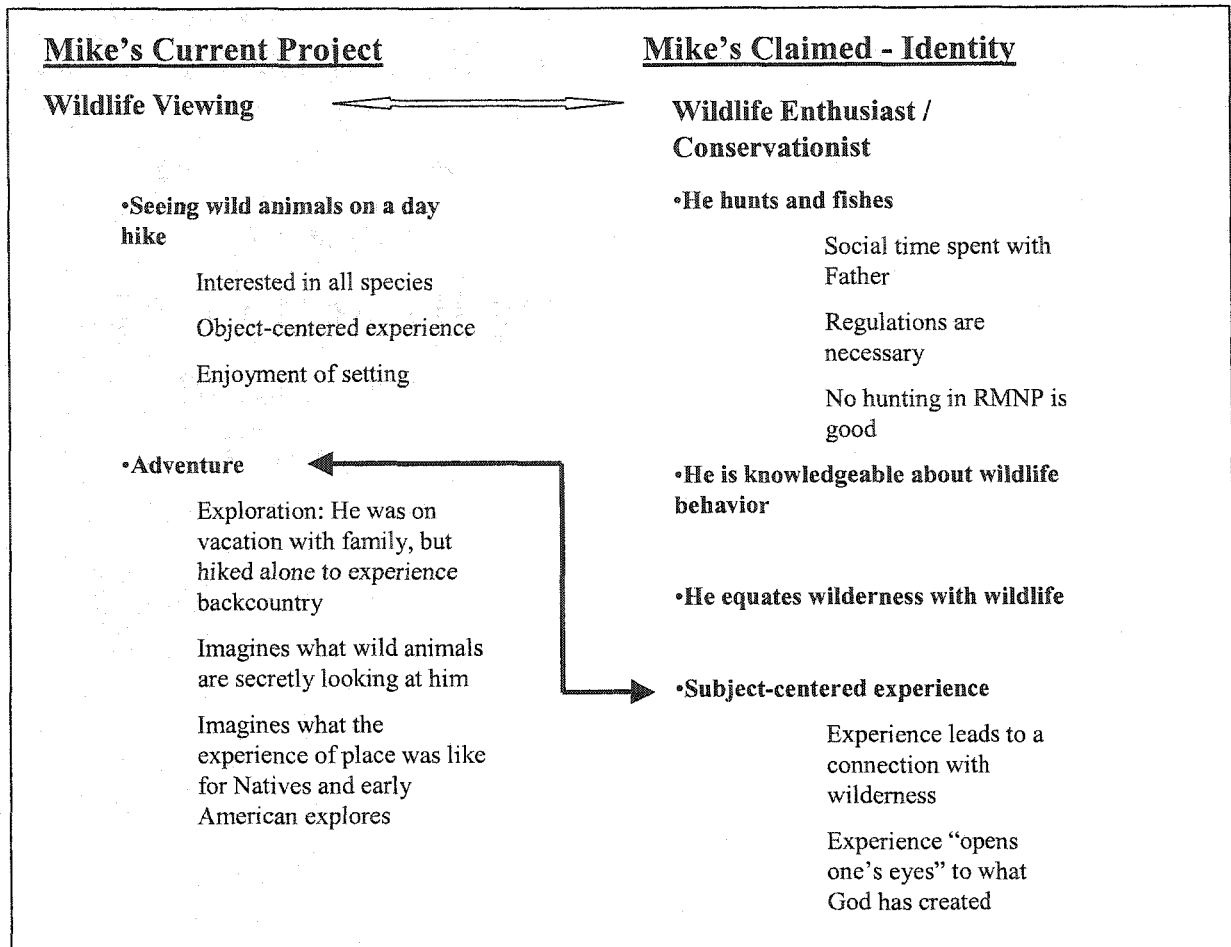 Mike's Current Project
Wildlife Viewing
•Seeing wild animals on a day
hike
Interested in all species
Object-centered experience
Enjoyment of setting
•Adventure
Exploration: He was on
vacation with family, but
hiked alone to experience
backcountry
Imagines what wild animals
are secretly looking at him
Imagines what the
experience of place was like
for Natives and early
American explores
Mike's Claimed - Identity
Wildlife Enthusiast /
Conservationist
•He hunts and fishes
Social time spent with
Father
Regulations are
necessary
No hunting in RMNP is
good
•He is knowledgeable about wildlife
behavior
•He equates wilderness with wildlife
•Subject-centered experience
Experience leads to a
connection with
wilderness
Experience “opens
one's eyes” to what
God has created